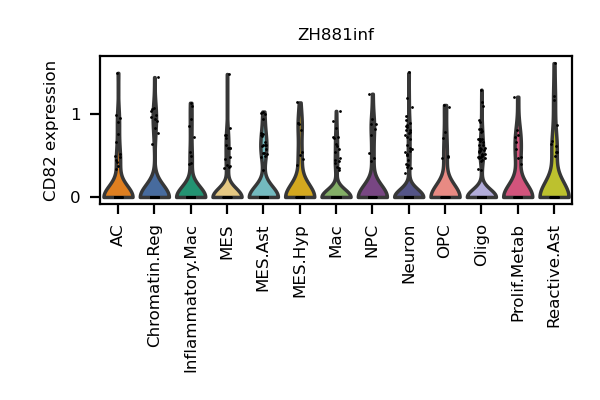 ZH881inf
CD82 expression
1
0
AC
Chromatin.Reg
Inflammatory.Mac
MES
MES.Ast
MES.Hyp
Mac
NPC
Neuron
OPC
Oligo
Prolif.Metab
Reactive.Ast